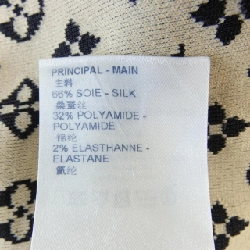 PRINCIPAL - MAIN
主料
66% SOIE - SILK
桑蚕丝
32% POLYAMIDE -
POLYAMIDE
锦纶
2% ELASTHANNE -
ELASTANE
氨纶